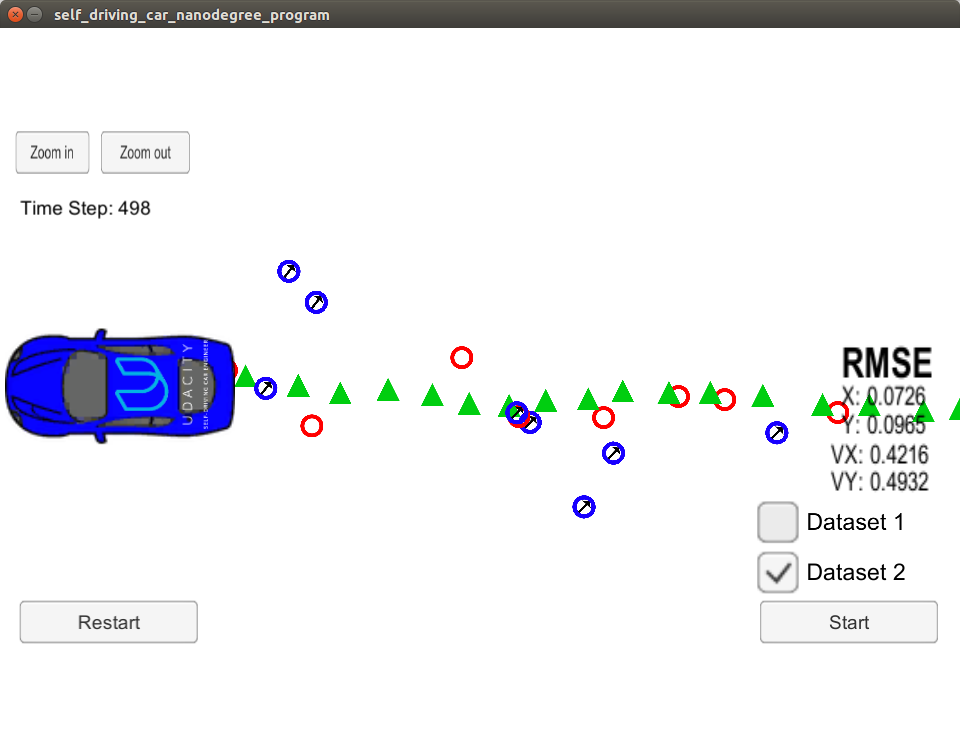 self_driving_car_nanodegree_program
Zoom in
Zoom out
Time Step: 498
UDACITY
SELF-DRIVING CAR ENGINEER
RMSE
X: 0.0726
Y: 0.0965
VX: 0.4216
VY: 0.4932
Dataset 1
Dataset 2
Restart
Start